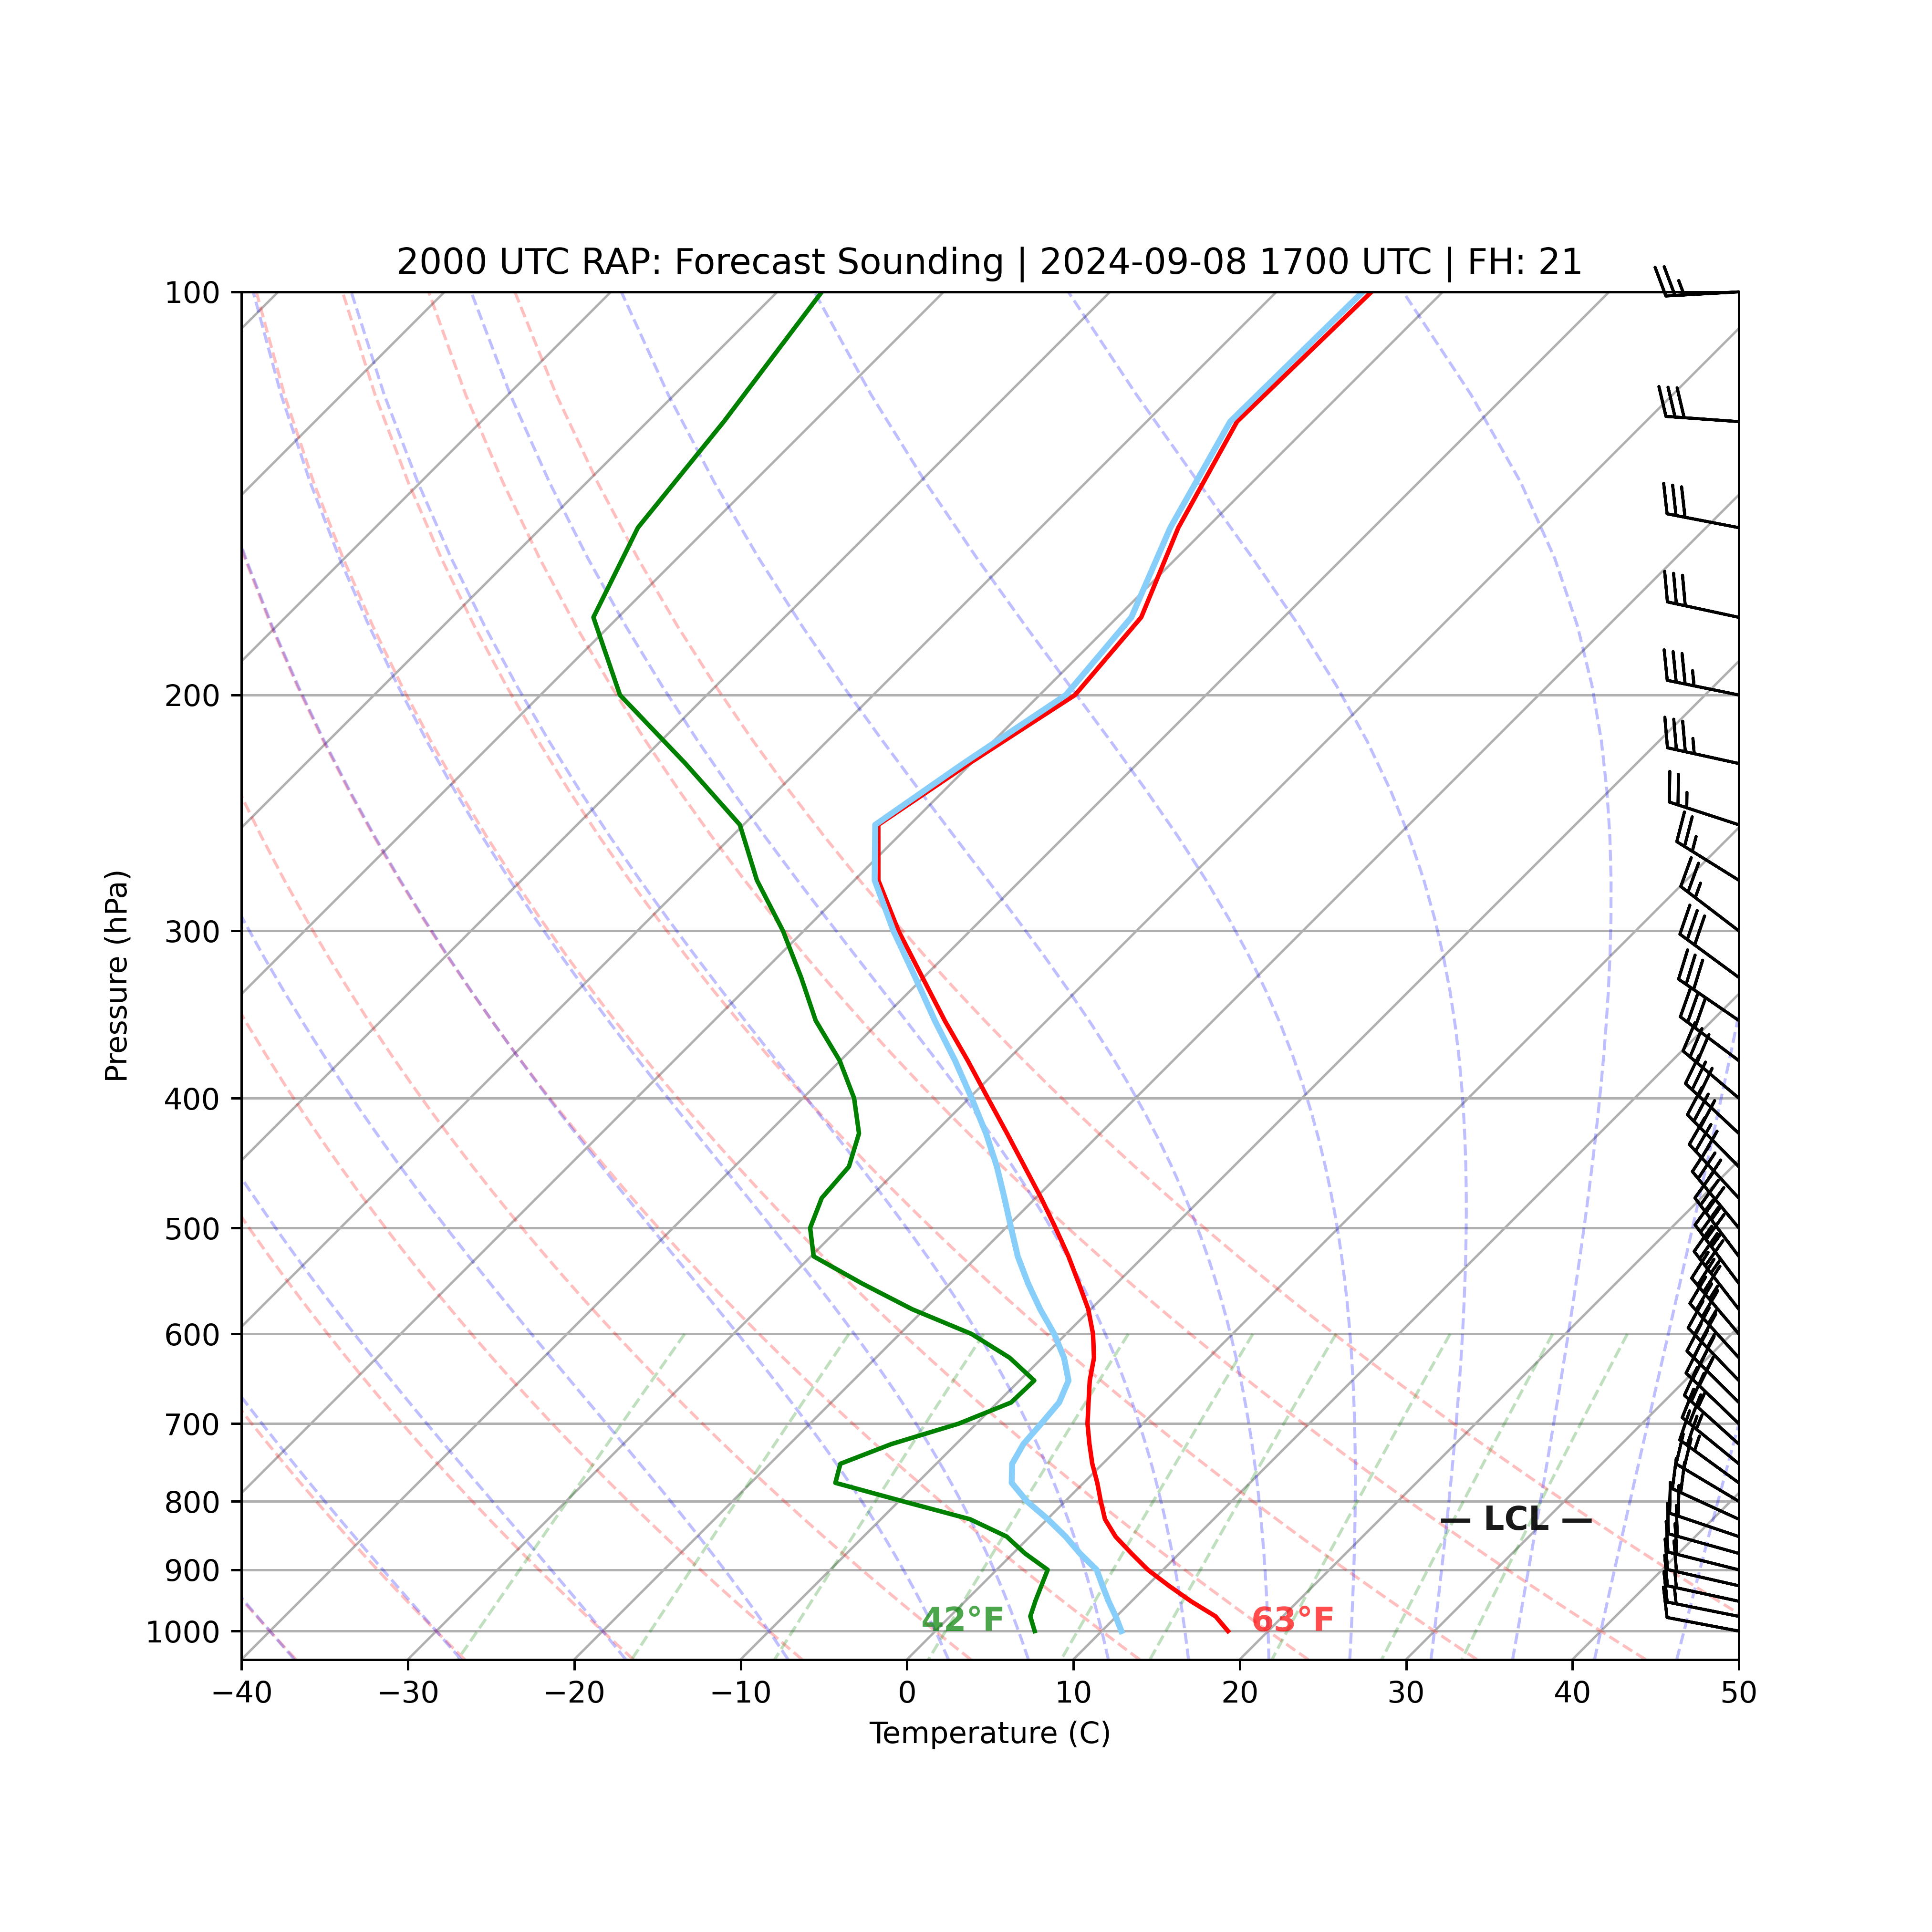 2000 UTC RAP: Forecast Sounding | 2024-09-08 1700 UTC | FH: 21
100
200
300
400
500
600
700
800
900
1000
Pressure (hPa)
— LCL —
42°F
63°F
−40 −30 −20 −10 0 10 20 30 40 50
Temperature (C)